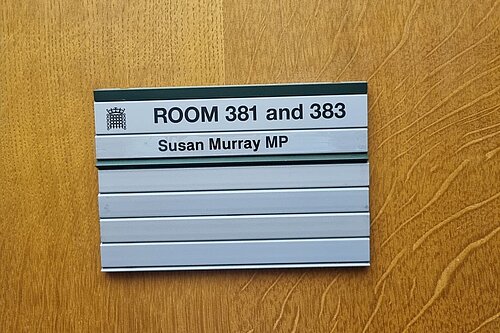 ROOM 381 and 383
Susan Murray MP